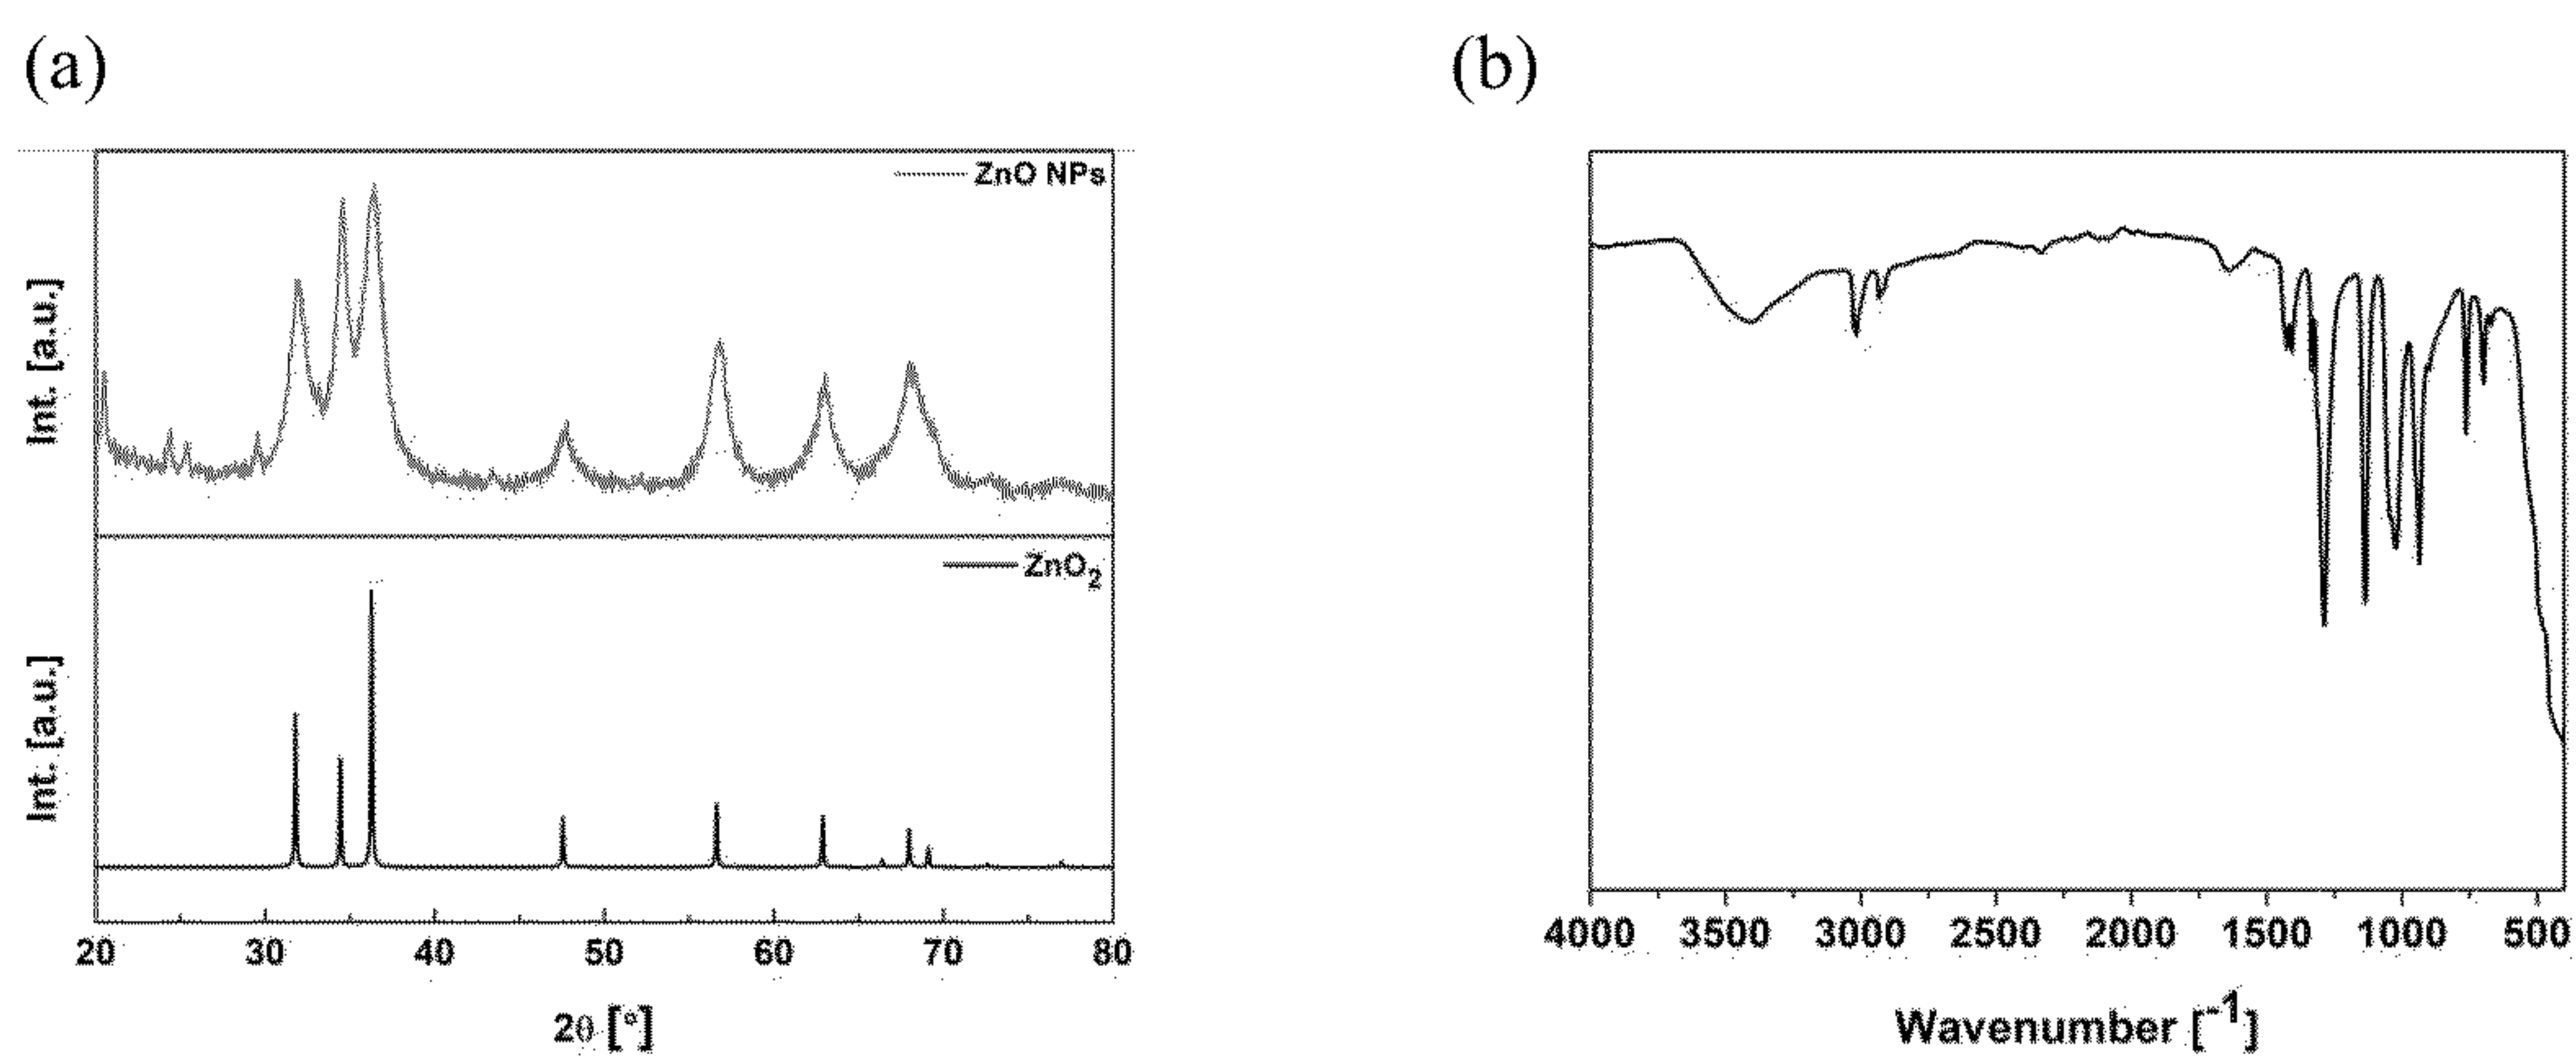 (a)
ZnO NPs
Int. [a.u.]
ZnO₂
Int. [a.u.]
20 30 40 50 60 70 80
2θ [°]
(b)
4000 3500 3000 2500 2000 1500 1000 500
Wavenumber [⁻¹]